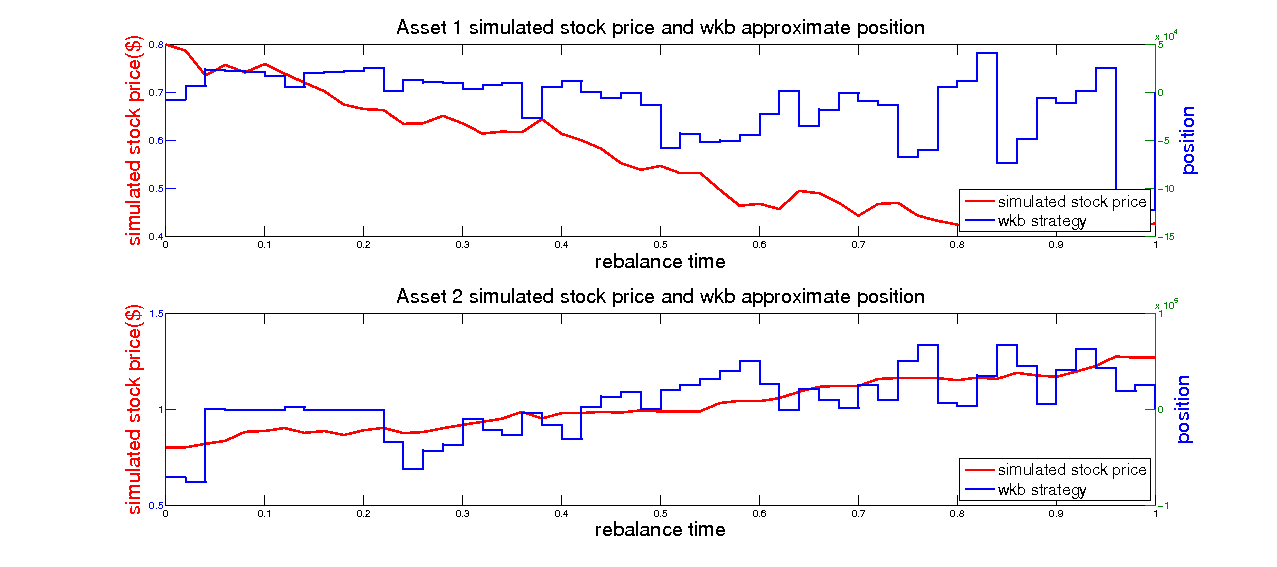 Asset 1 simulated stock price and wkb approximate position
x 10^4
simulated stock price($)
0.8
0.7
0.6
0.5
0.4
5
0
-5
-10
-15
position
simulated stock price
wkb strategy
0 0.1 0.2 0.3 0.4 0.5 0.6 0.7 0.8 0.9 1
rebalance time
Asset 2 simulated stock price and wkb approximate position
simulated stock price($)
1.5
1
0.5
1
0
-1
position
simulated stock price
wkb strategy
0 0.1 0.2 0.3 0.4 0.5 0.6 0.7 0.8 0.9 1
rebalance time